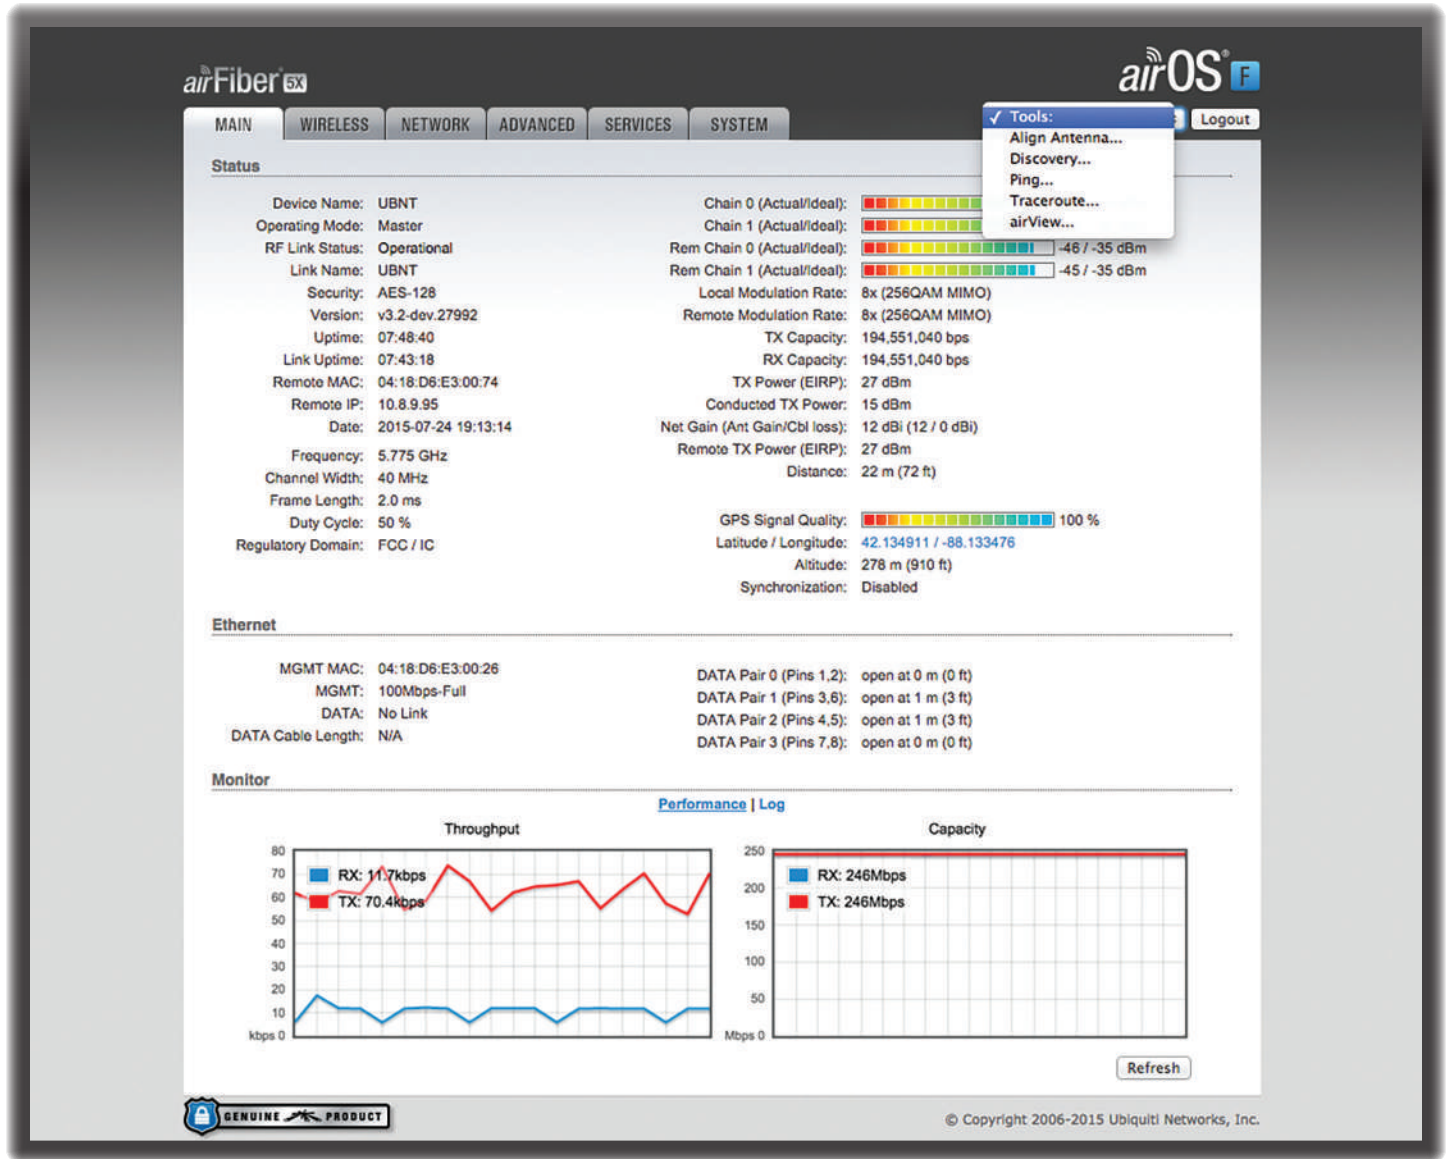 airFiber 5X
airOS F
MAIN WIRELESS NETWORK ADVANCED SERVICES SYSTEM
✓ Tools:
Logout
Align Antenna...
Discovery...
Ping...
Traceroute...
airView...
Status
Device Name: UBNT
Operating Mode: Master
RF Link Status: Operational
Link Name: UBNT
Security: AES-128
Version: v3.2-dev.27992
Uptime: 07:48:40
Link Uptime: 07:43:18
Remote MAC: 04:18:D6:E3:00:74
Remote IP: 10.8.9.95
Date: 2015-07-24 19:13:14
Frequency: 5.775 GHz
Channel Width: 40 MHz
Frame Length: 2.0 ms
Duty Cycle: 50 %
Regulatory Domain: FCC / IC
Chain 0 (Actual/Ideal):
Chain 1 (Actual/Ideal):
Rem Chain 0 (Actual/Ideal): -46 / -35 dBm
Rem Chain 1 (Actual/Ideal): -45 / -35 dBm
Local Modulation Rate: 8x (256QAM MIMO)
Remote Modulation Rate: 8x (256QAM MIMO)
TX Capacity: 194,551,040 bps
RX Capacity: 194,551,040 bps
TX Power (EIRP): 27 dBm
Conducted TX Power: 15 dBm
Net Gain (Ant Gain/Cbl loss): 12 dBi (12 / 0 dBi)
Remote TX Power (EIRP): 27 dBm
Distance: 22 m (72 ft)
GPS Signal Quality: 100 %
Latitude / Longitude: 42.134911 / -88.133476
Altitude: 278 m (910 ft)
Synchronization: Disabled
Ethernet
MGMT MAC: 04:18:D6:E3:00:26
MGMT: 100Mbps-Full
DATA: No Link
DATA Cable Length: N/A
DATA Pair 0 (Pins 1,2): open at 0 m (0 ft)
DATA Pair 1 (Pins 3,6): open at 1 m (3 ft)
DATA Pair 2 (Pins 4,5): open at 1 m (3 ft)
DATA Pair 3 (Pins 7,8): open at 0 m (0 ft)
Monitor
Performance | Log
Throughput
80
70
60
50
40
30
20
10
kbps 0
RX: 11.7kbps
TX: 70.4kbps
Capacity
250
200
150
100
50
Mbps 0
RX: 246Mbps
TX: 246Mbps
Refresh
GENUINE PRODUCT
© Copyright 2006-2015 Ubiquiti Networks, Inc.